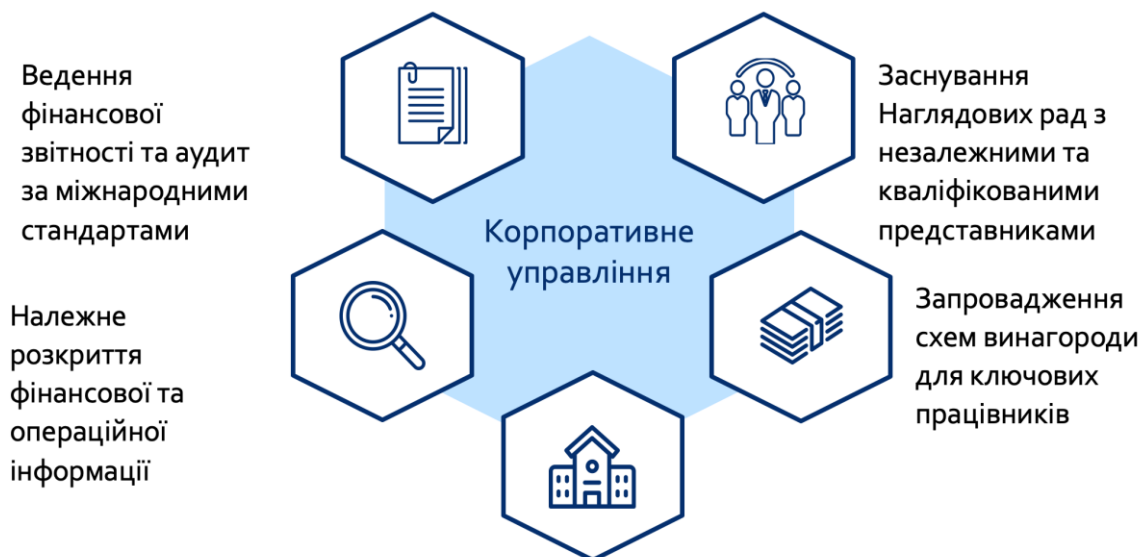 Ведення
фінансової
звітності та аудит
за міжнародними
стандартами
Заснування
Наглядових рад з
незалежними та
кваліфікованими
представниками
Корпоративне
управління
Належне
розкриття
фінансової та
операційної
інформації
Запровадження
схем винагороди
для ключових
працівників